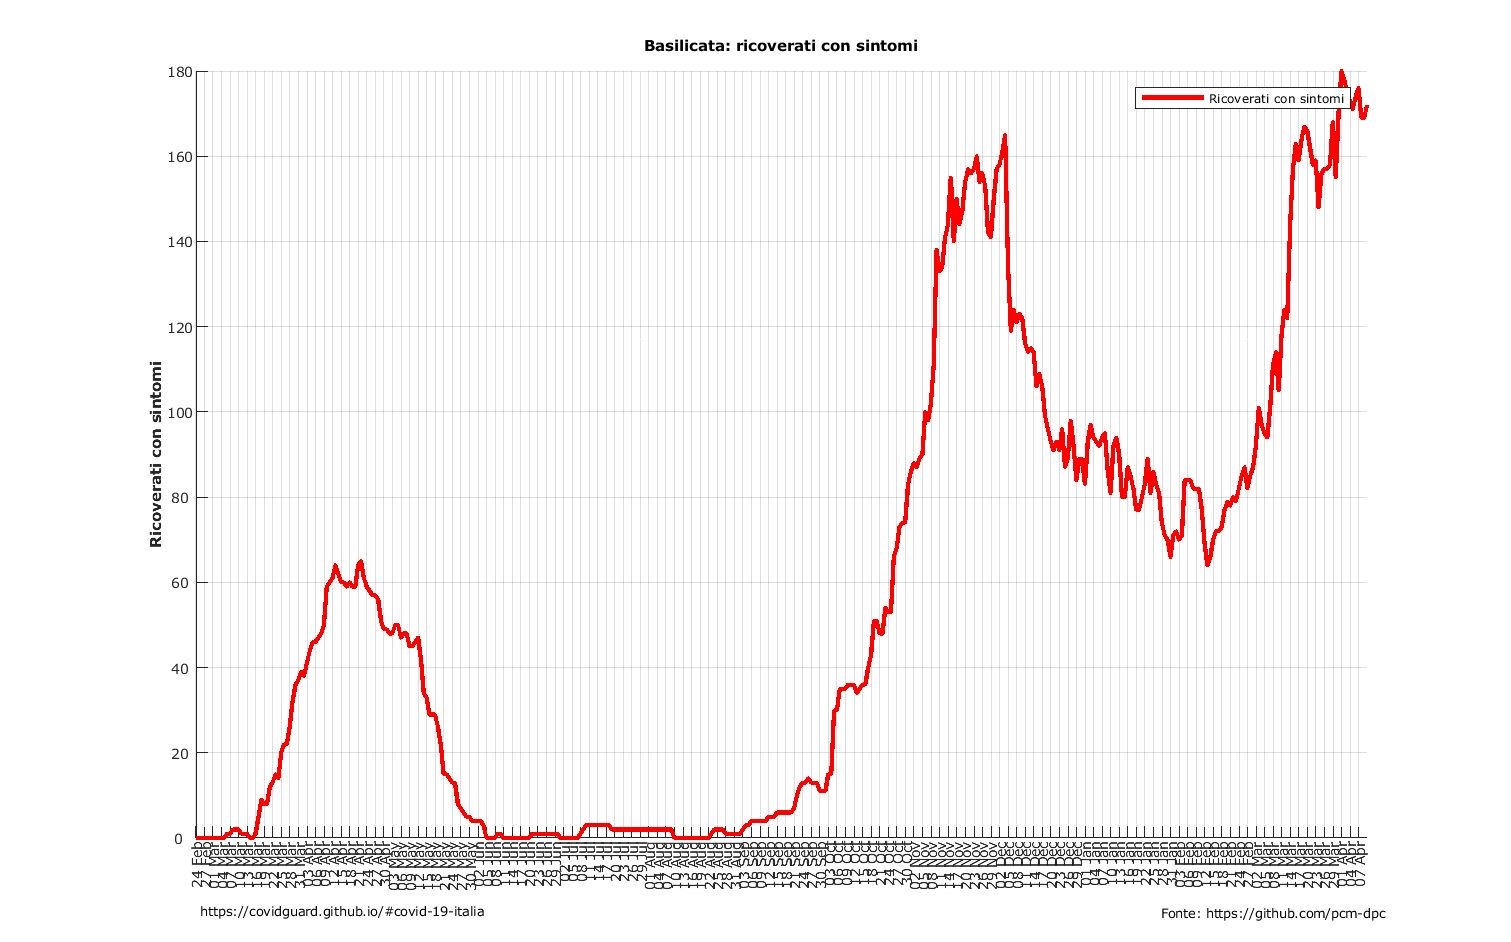 Basilicata: ricoverati con sintomi
Ricoverati con sintomi
180
160
140
120
100
80
60
40
20
0
Ricoverati con sintomi
24 Feb
27 Feb
01 Mar
04 Mar
07 Mar
10 Mar
13 Mar
16 Mar
19 Mar
22 Mar
25 Mar
28 Mar
31 Mar
03 Apr
06 Apr
09 Apr
12 Apr
15 Apr
18 Apr
21 Apr
24 Apr
27 Apr
30 Apr
03 May
06 May
09 May
12 May
15 May
18 May
21 May
24 May
27 May
30 May
02 Jun
05 Jun
08 Jun
11 Jun
14 Jun
17 Jun
20 Jun
23 Jun
26 Jun
29 Jun
02 Jul
05 Jul
08 Jul
11 Jul
14 Jul
17 Jul
20 Jul
23 Jul
26 Jul
29 Jul
01 Aug
04 Aug
07 Aug
10 Aug
13 Aug
16 Aug
19 Aug
22 Aug
25 Aug
28 Aug
31 Aug
03 Sep
06 Sep
09 Sep
12 Sep
15 Sep
18 Sep
21 Sep
24 Sep
27 Sep
30 Sep
03 Oct
06 Oct
09 Oct
12 Oct
15 Oct
18 Oct
21 Oct
24 Oct
27 Oct
30 Oct
02 Nov
05 Nov
08 Nov
11 Nov
14 Nov
17 Nov
20 Nov
23 Nov
26 Nov
29 Nov
02 Dec
05 Dec
08 Dec
11 Dec
14 Dec
17 Dec
20 Dec
23 Dec
26 Dec
29 Dec
01 Jan
04 Jan
07 Jan
10 Jan
13 Jan
16 Jan
19 Jan
22 Jan
25 Jan
28 Jan
31 Jan
03 Feb
06 Feb
09 Feb
12 Feb
15 Feb
18 Feb
21 Feb
24 Feb
27 Feb
02 Mar
05 Mar
08 Mar
11 Mar
14 Mar
17 Mar
20 Mar
23 Mar
26 Mar
29 Mar
01 Apr
04 Apr
07 Apr
https://covidguard.github.io/#covid-19-italia
Fonte: https://github.com/pcm-dpc